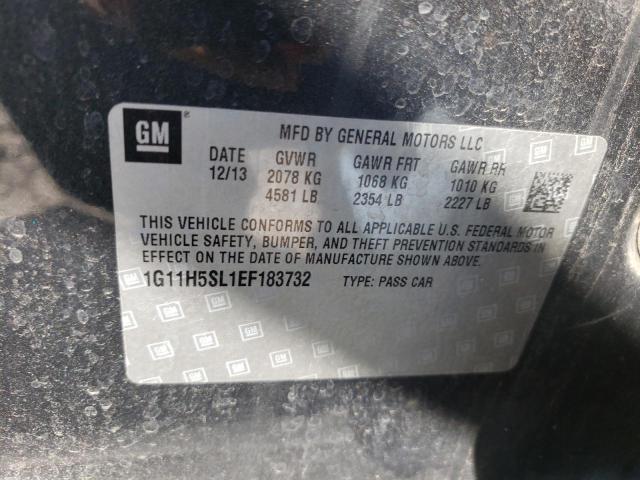 GM ®
MFD BY GENERAL MOTORS LLC
DATE GVWR GAWR FRT GAWR RR
12/13 2078 KG 1068 KG 1010 KG
4581 LB 2354 LB 2227 LB
THIS VEHICLE CONFORMS TO ALL APPLICABLE U.S. FEDERAL MOTOR
VEHICLE SAFETY, BUMPER, AND THEFT PREVENTION STANDARDS IN
EFFECT ON THE DATE OF MANUFACTURE SHOWN ABOVE.
1G11H5SL1EF183732 TYPE: PASS CAR